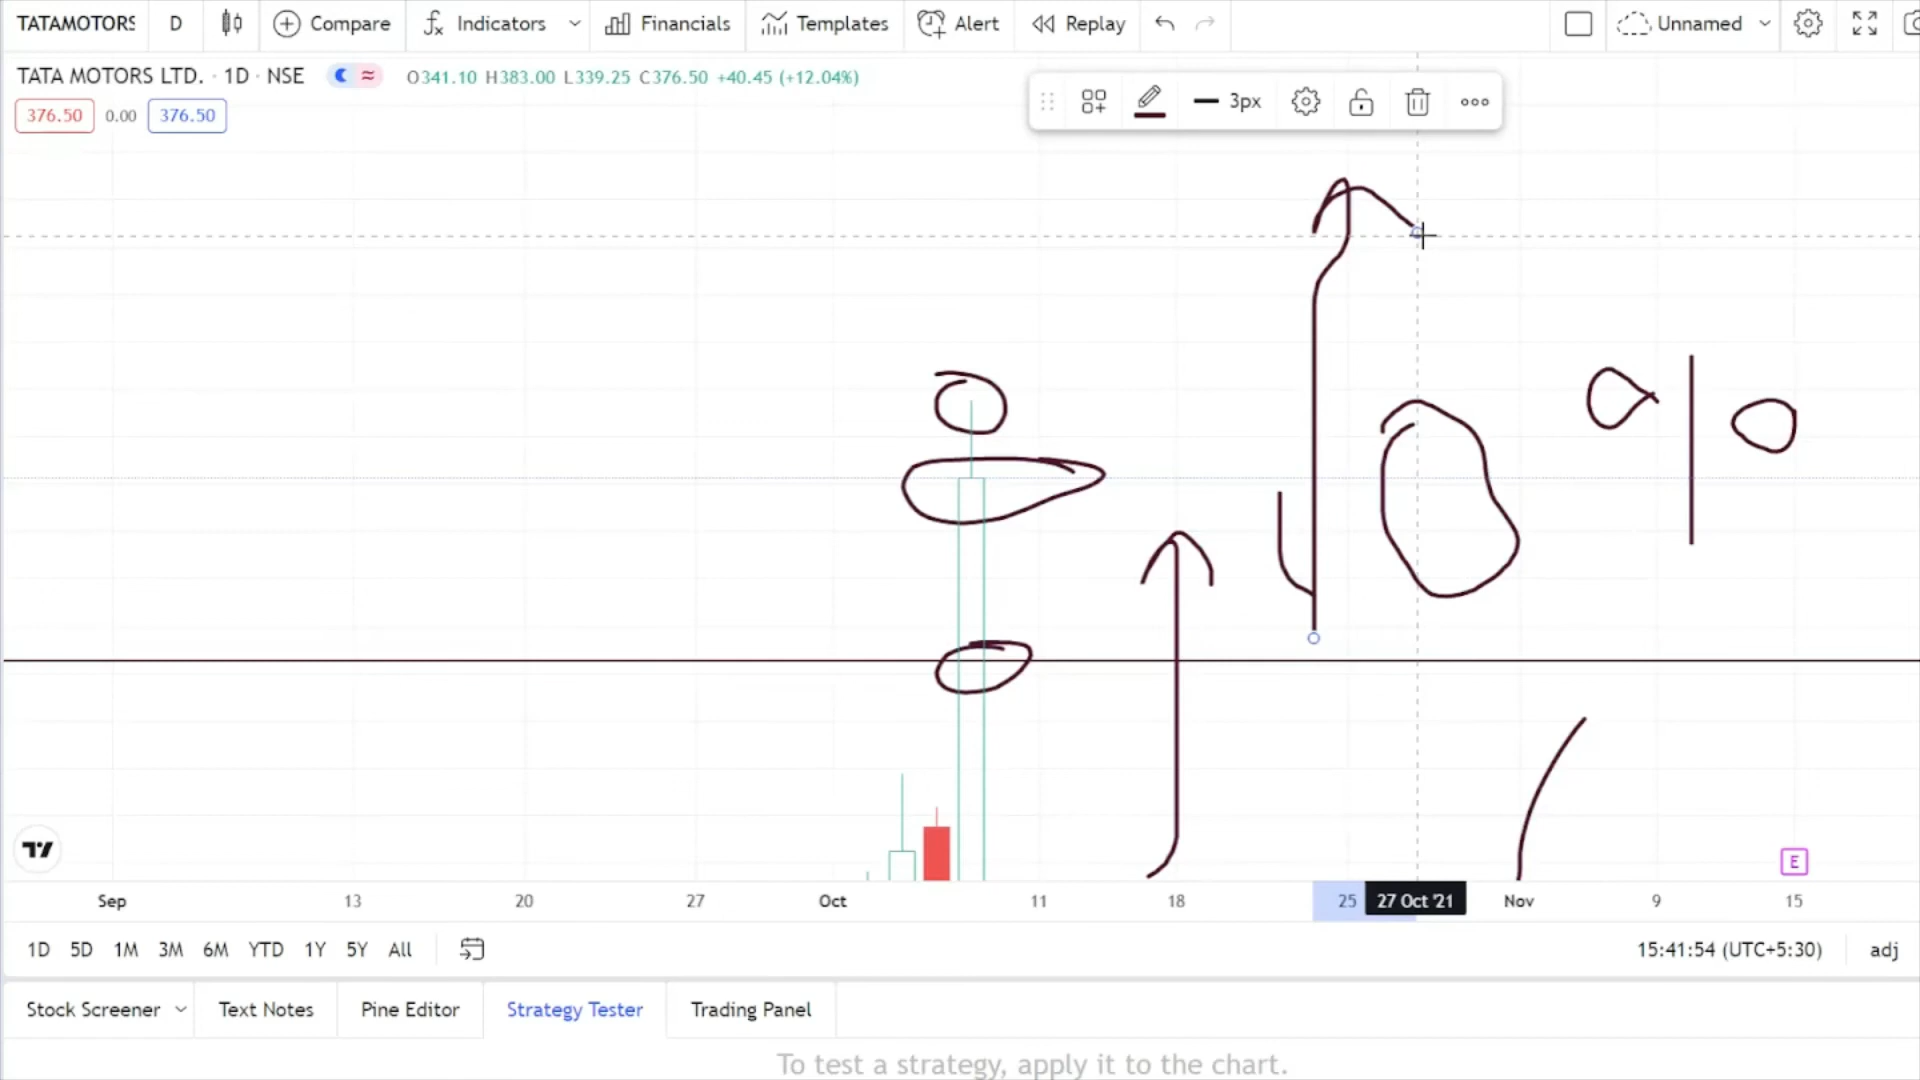 TATAMOTORS D Compare Indicators Financials Templates Alert Replay Unnamed
TATA MOTORS LTD. · 1D · NSE O341.10 H383.00 L339.25 C376.50 +40.45 (+12.04%)
3px
376.50 0.00 376.50
E
Sep 13 20 27 Oct 11 18 25 27 Oct '21 Nov 9 15
1D 5D 1M 3M 6M YTD 1Y 5Y All 15:41:54 (UTC+5:30) adj
Stock Screener Text Notes Pine Editor Strategy Tester Trading Panel
To test a strategy, apply it to the chart.